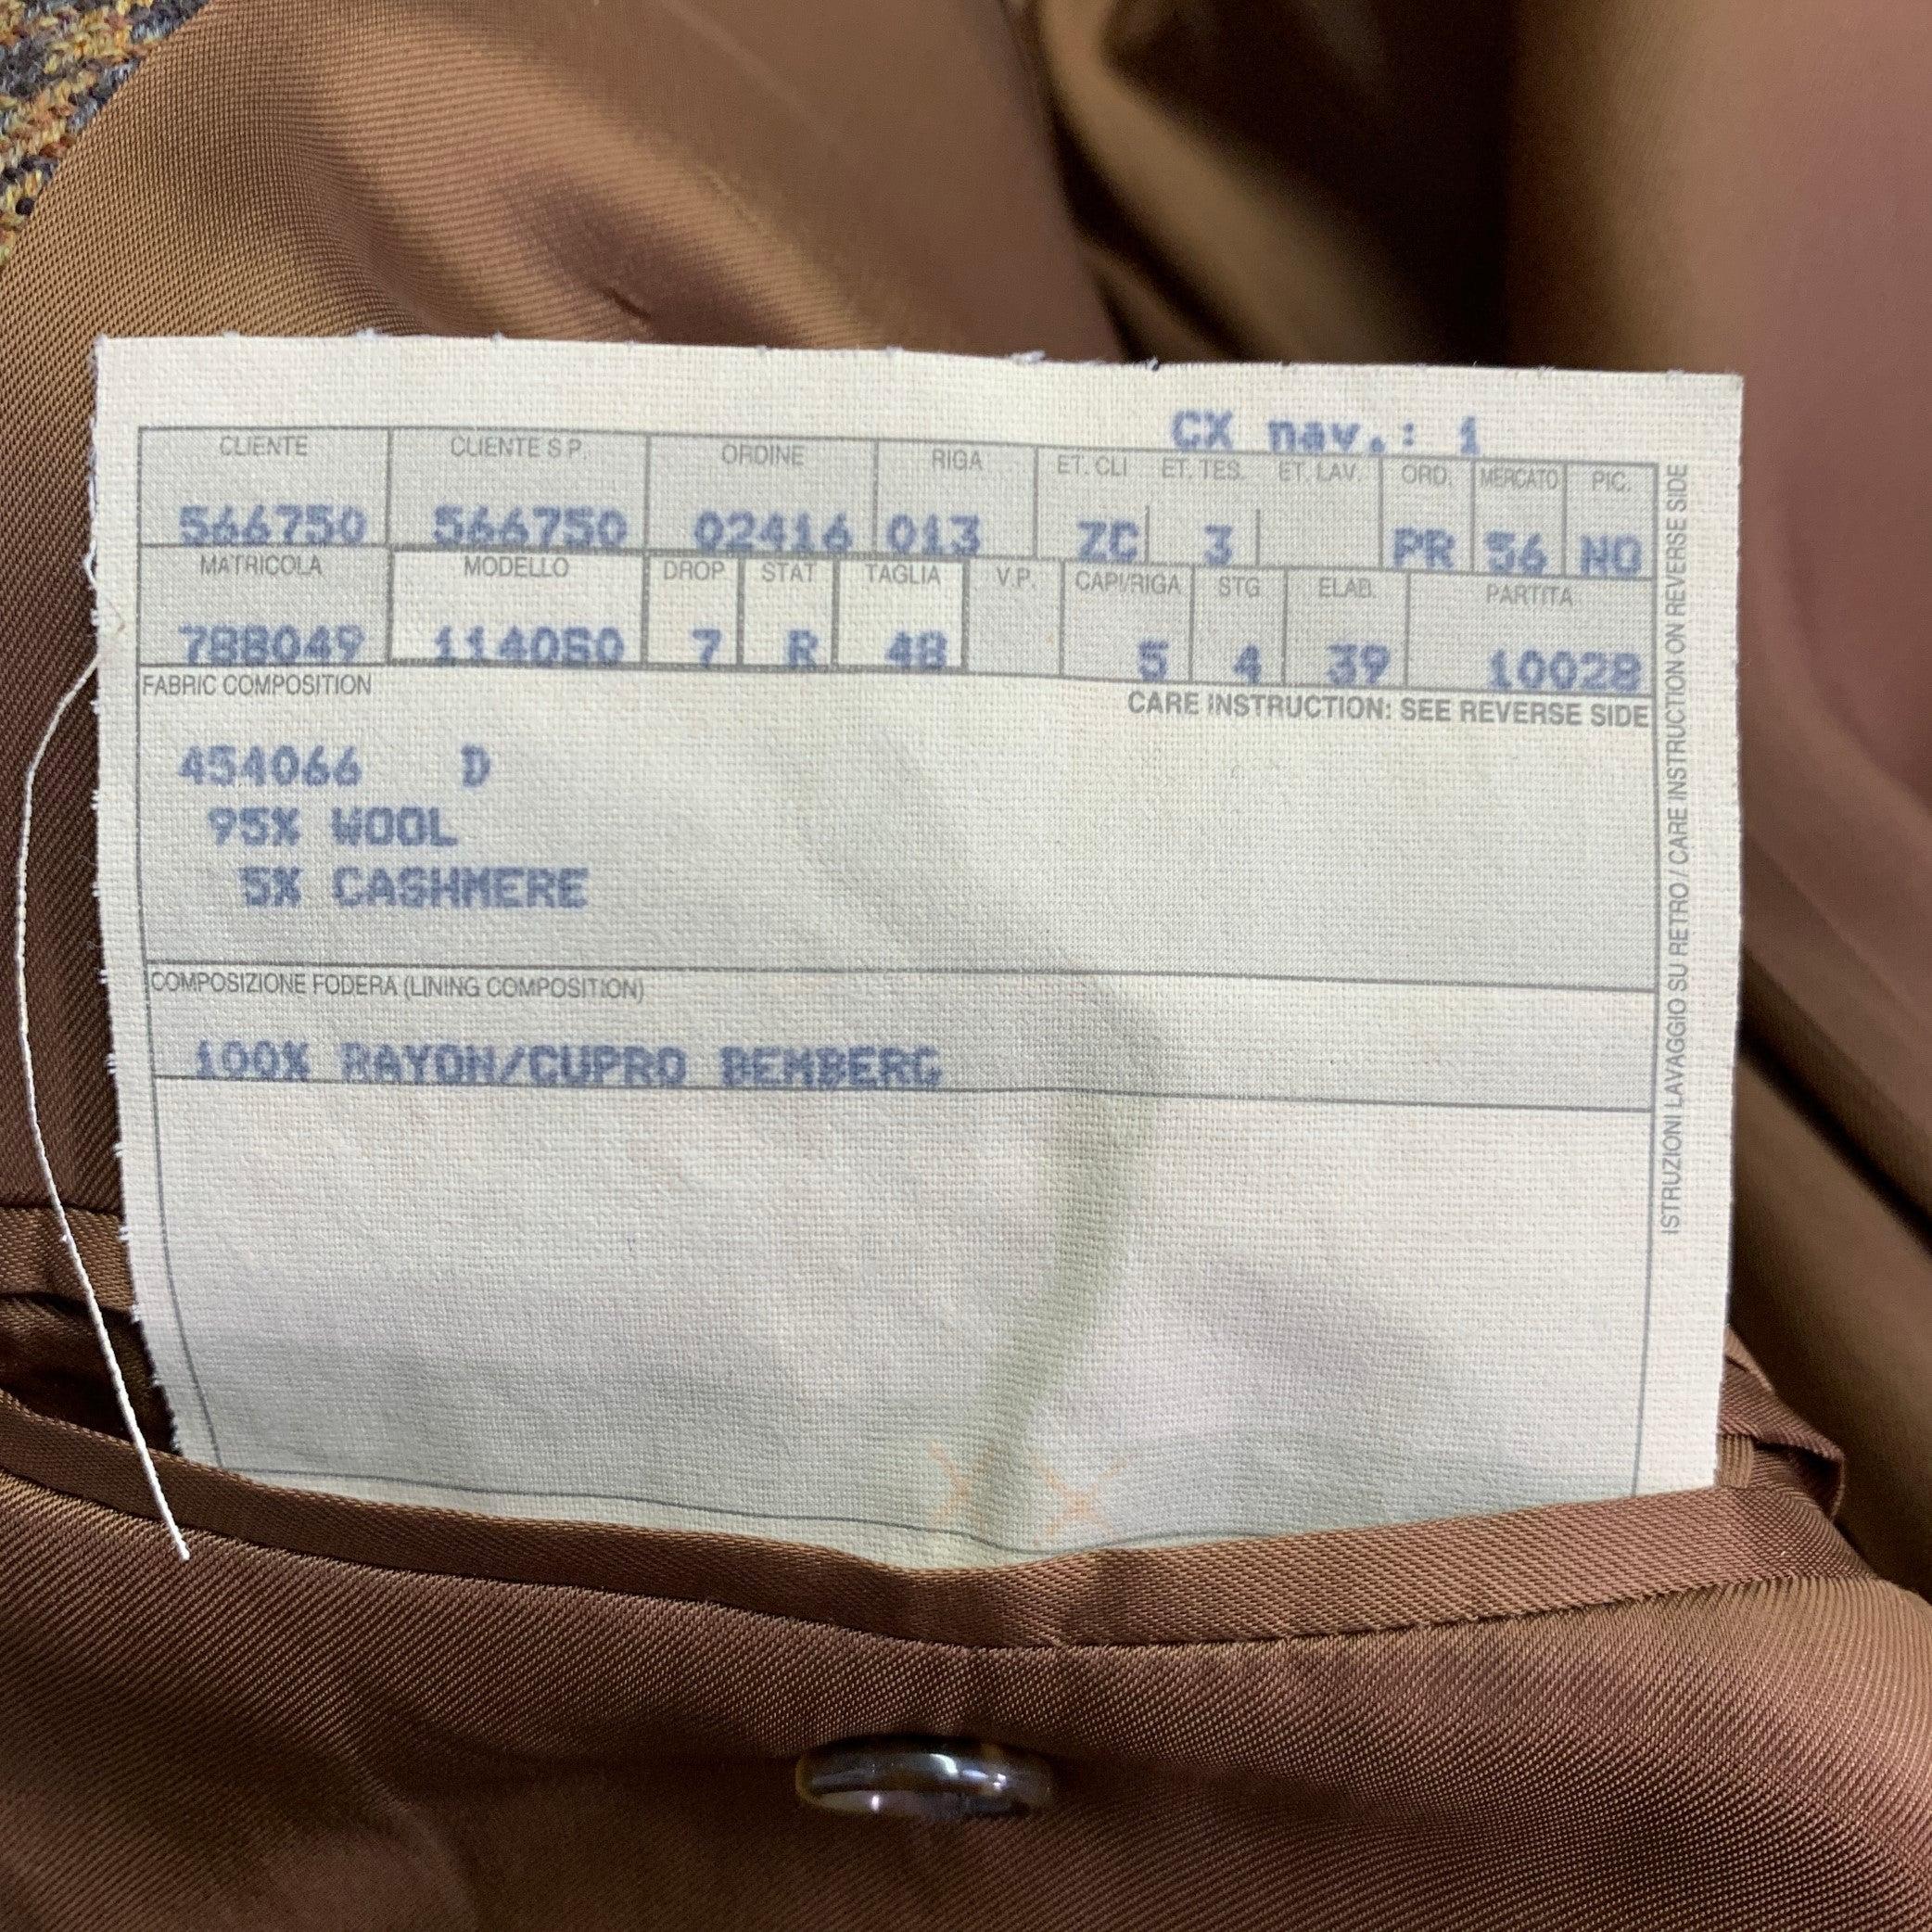 CX nav.: 1
CLIENTE CLIENTE S P. ORDINE RIGA ET. CLI ET. TES. ET. LAV. ORD. MERCATO PIC.
566750 566750 02416 013 ZC 3 PR 56 NO
MATRICOLA MODELLO DROP STAT TAGLIA V.P. CAPI/RIGA STG ELAB. PARTITA
788049 7 R 48 5 4 39 10028
FABRIC COMPOSITION
CARE INSTRUCTION: SEE REVERSE SIDE
454066 D
95% WOOL
5% CASHMERE
COMPOSIZIONE FODERA (LINING COMPOSITION)
100% RAYON/CUPRO BEMBERG
ISTRUZIONI LAVAGGIO SU RETRO / CARE INSTRUCTION ON REVERSE SIDE